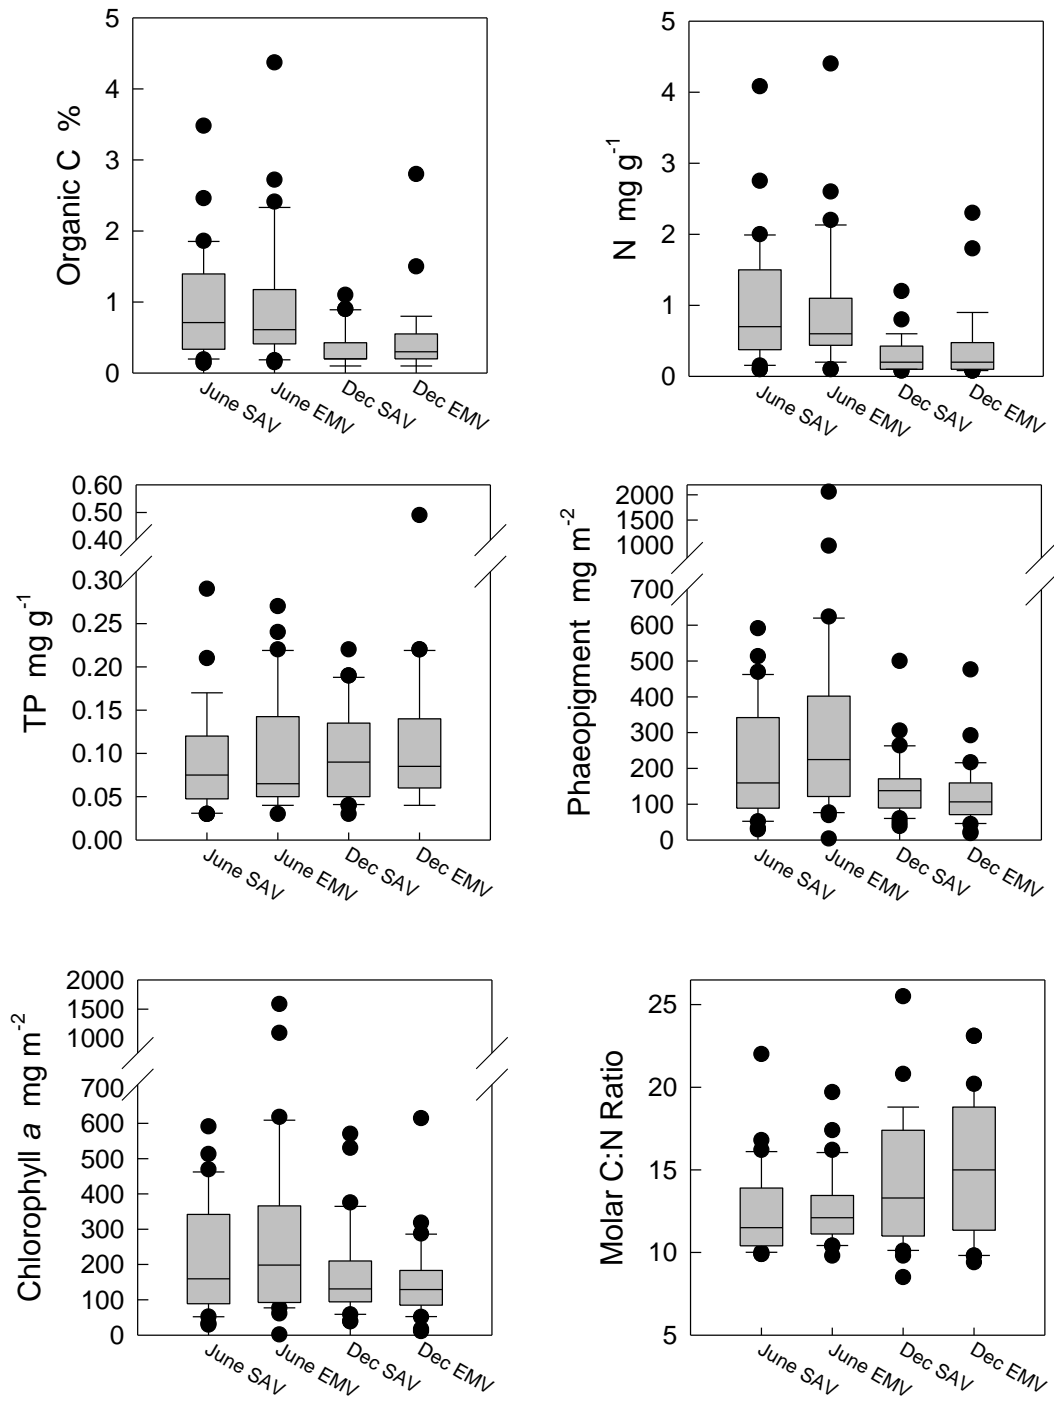 Organic C %
5
4
3
2
1
0
June SAV
June EMV
Dec SAV
Dec EMV
N mg g-1
5
4
3
2
1
0
June SAV
June EMV
Dec SAV
Dec EMV
TP mg g-1
0.60
0.50
0.40
0.30
0.25
0.20
0.15
0.10
0.05
0.00
June SAV
June EMV
Dec SAV
Dec EMV
Phaeopigment mg m-2
2000
1500
1000
700
600
500
400
300
200
100
0
June SAV
June EMV
Dec SAV
Dec EMV
Chlorophyll a mg m-2
2000
1500
1000
700
600
500
400
300
200
100
0
June SAV
June EMV
Dec SAV
Dec EMV
Molar C:N Ratio
25
20
15
10
5
June SAV
June EMV
Dec SAV
Dec EMV